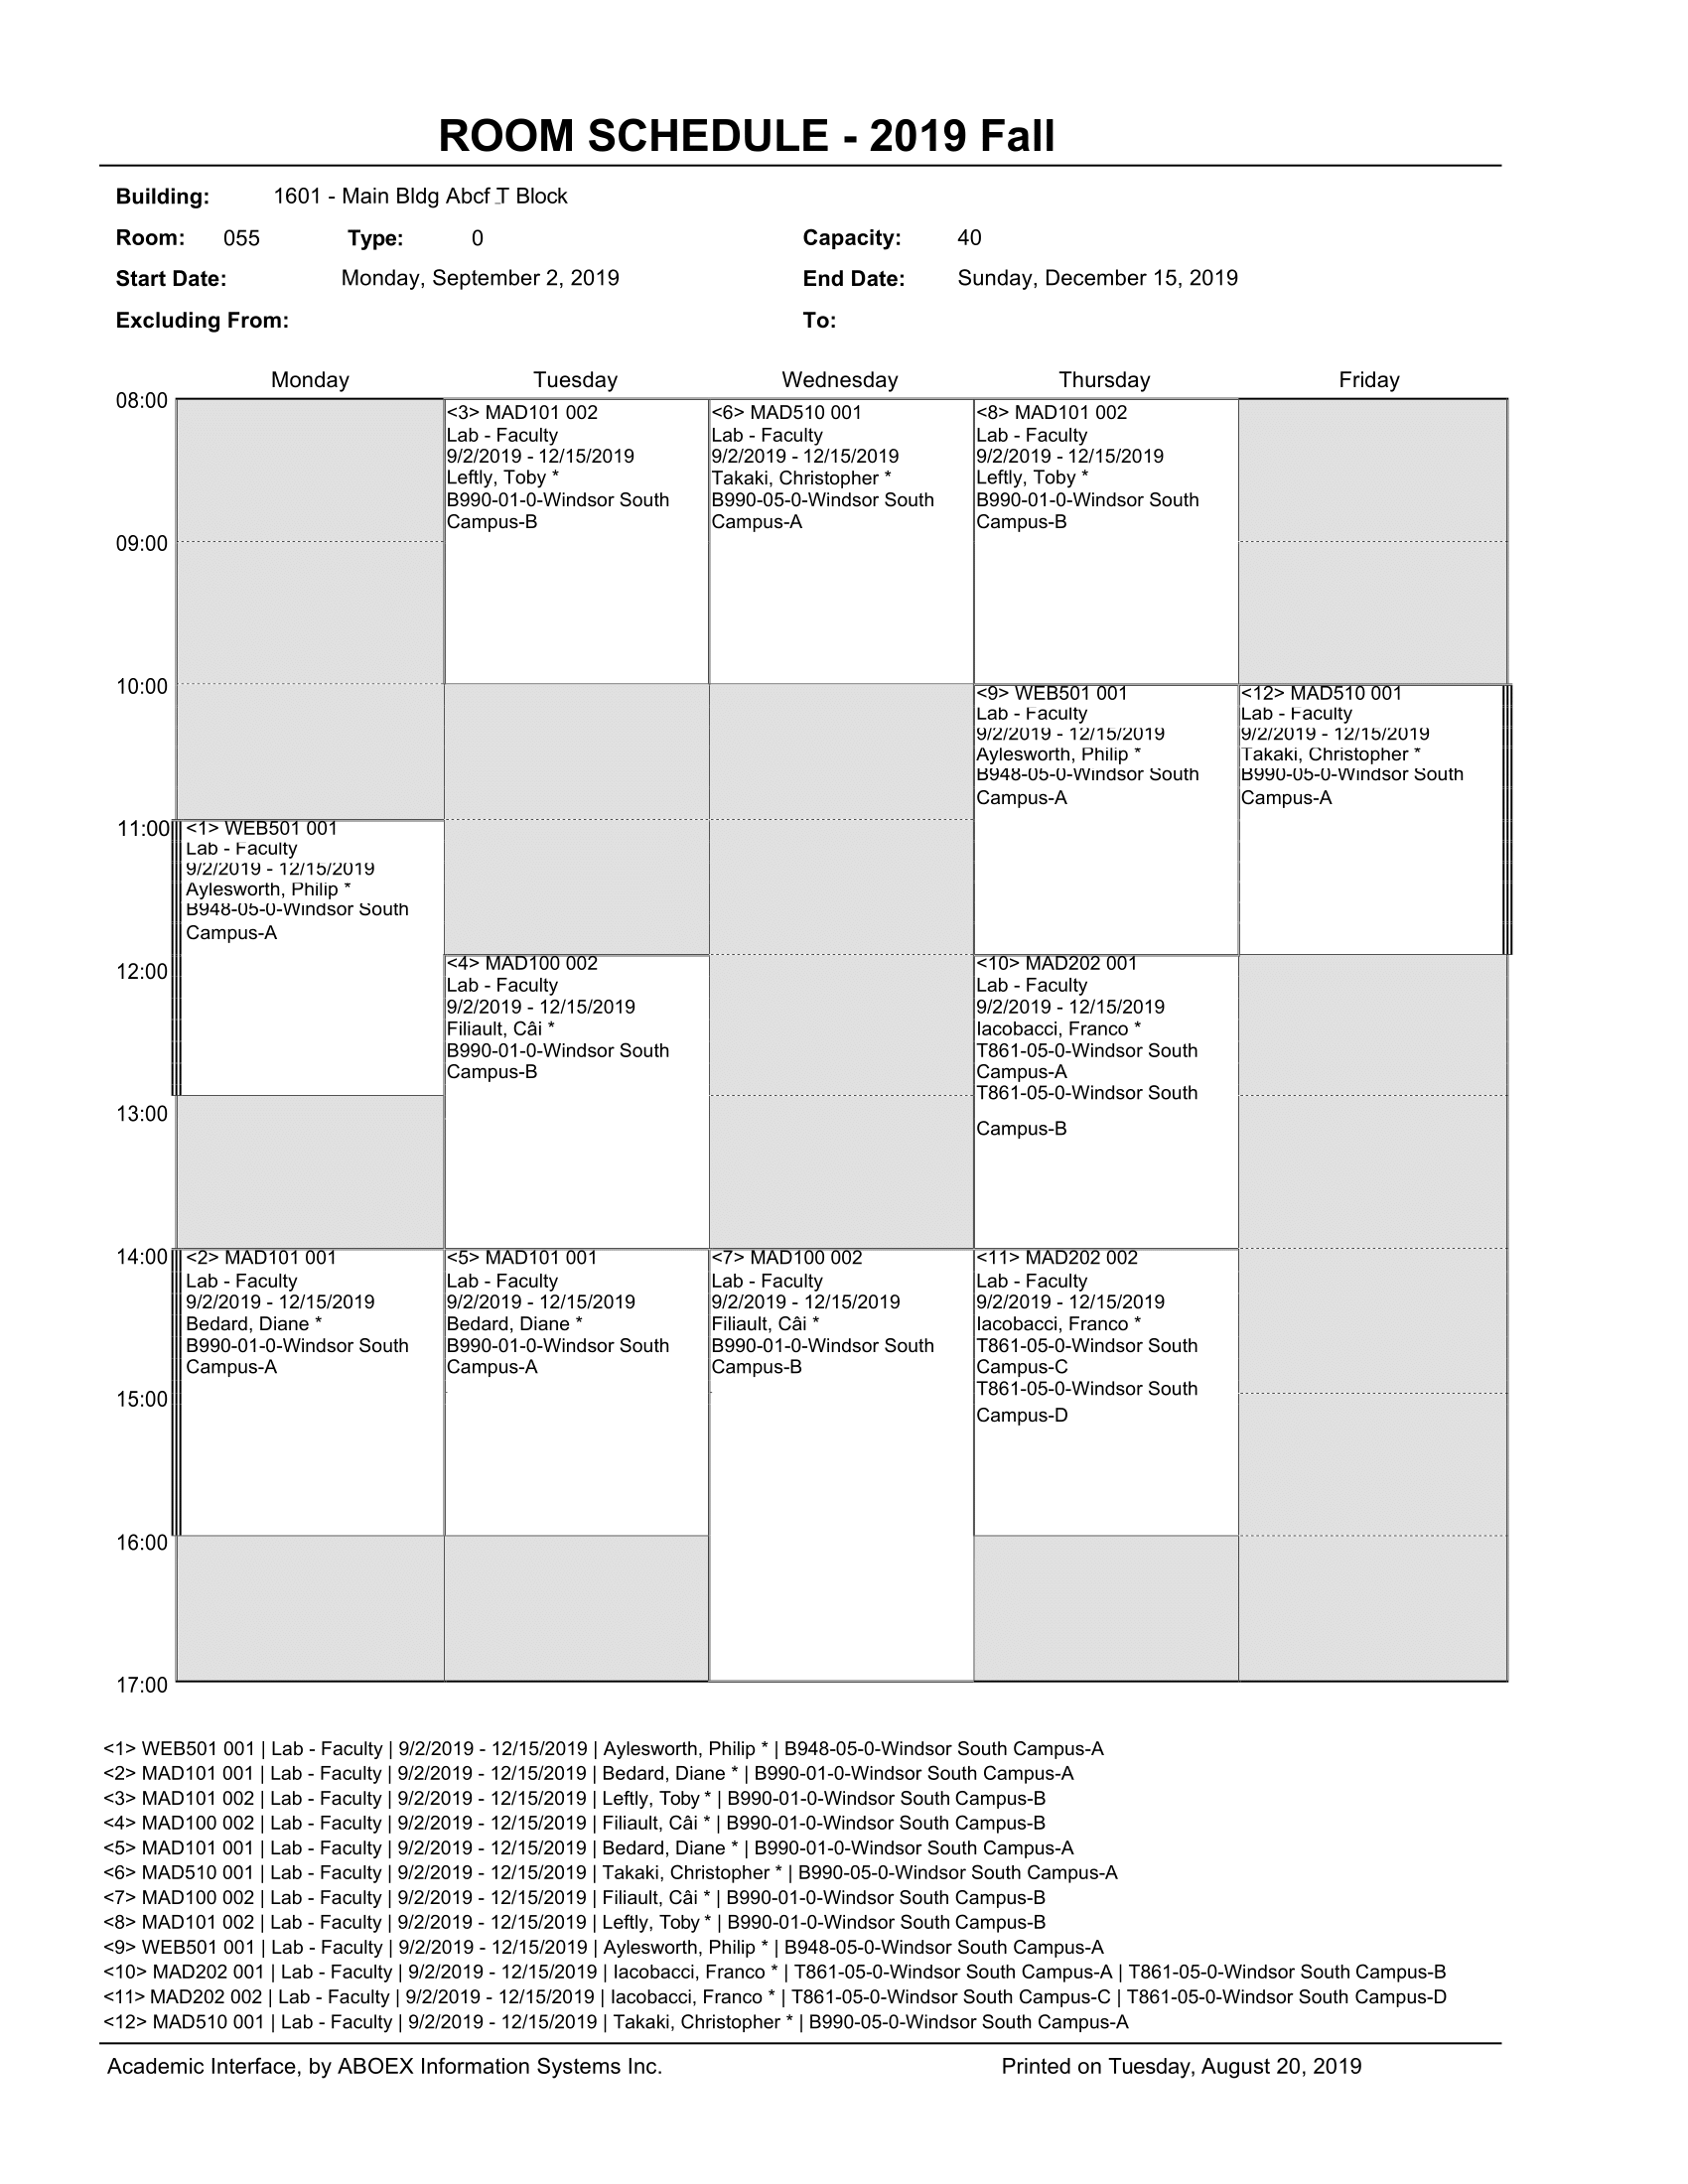 ROOM SCHEDULE - 2019 Fall
Building: 1601 - Main Bldg Abcf_T Block
Room: 055 Type: 0 Capacity: 40
Start Date: Monday, September 2, 2019 End Date: Sunday, December 15, 2019
Excluding From: To:
Monday Tuesday Wednesday Thursday Friday
08:00
<3> MAD101 002
Lab - Faculty
9/2/2019 - 12/15/2019
Leftly, Toby *
B990-01-0-Windsor South
Campus-B
<6> MAD510 001
Lab - Faculty
9/2/2019 - 12/15/2019
Takaki, Christopher *
B990-05-0-Windsor South
Campus-A
<8> MAD101 002
Lab - Faculty
9/2/2019 - 12/15/2019
Leftly, Toby *
B990-01-0-Windsor South
Campus-B
09:00
10:00
<9> WEB501 001
Lab - Faculty
9/2/2019 - 12/15/2019
Aylesworth, Philip *
B948-05-0-Windsor South
Campus-A
<12> MAD510 001
Lab - Faculty
9/2/2019 - 12/15/2019
Takaki, Christopher *
B990-05-0-Windsor South
Campus-A
11:00
<1> WEB501 001
Lab - Faculty
9/2/2019 - 12/15/2019
Aylesworth, Philip *
B948-05-0-Windsor South
Campus-A
12:00
<4> MAD100 002
Lab - Faculty
9/2/2019 - 12/15/2019
Filiault, Câi *
B990-01-0-Windsor South
Campus-B
<10> MAD202 001
Lab - Faculty
9/2/2019 - 12/15/2019
Iacobacci, Franco *
T861-05-0-Windsor South
Campus-A
T861-05-0-Windsor South
Campus-B
13:00
14:00
<2> MAD101 001
Lab - Faculty
9/2/2019 - 12/15/2019
Bedard, Diane *
B990-01-0-Windsor South
Campus-A
<5> MAD101 001
Lab - Faculty
9/2/2019 - 12/15/2019
Bedard, Diane *
B990-01-0-Windsor South
Campus-A
<7> MAD100 002
Lab - Faculty
9/2/2019 - 12/15/2019
Filiault, Câi *
B990-01-0-Windsor South
Campus-B
<11> MAD202 002
Lab - Faculty
9/2/2019 - 12/15/2019
Iacobacci, Franco *
T861-05-0-Windsor South
Campus-C
T861-05-0-Windsor South
Campus-D
15:00
16:00
17:00
<1> WEB501 001 | Lab - Faculty | 9/2/2019 - 12/15/2019 | Aylesworth, Philip * | B948-05-0-Windsor South Campus-A
<2> MAD101 001 | Lab - Faculty | 9/2/2019 - 12/15/2019 | Bedard, Diane * | B990-01-0-Windsor South Campus-A
<3> MAD101 002 | Lab - Faculty | 9/2/2019 - 12/15/2019 | Leftly, Toby * | B990-01-0-Windsor South Campus-B
<4> MAD100 002 | Lab - Faculty | 9/2/2019 - 12/15/2019 | Filiault, Câi * | B990-01-0-Windsor South Campus-B
<5> MAD101 001 | Lab - Faculty | 9/2/2019 - 12/15/2019 | Bedard, Diane * | B990-01-0-Windsor South Campus-A
<6> MAD510 001 | Lab - Faculty | 9/2/2019 - 12/15/2019 | Takaki, Christopher * | B990-05-0-Windsor South Campus-A
<7> MAD100 002 | Lab - Faculty | 9/2/2019 - 12/15/2019 | Filiault, Câi * | B990-01-0-Windsor South Campus-B
<8> MAD101 002 | Lab - Faculty | 9/2/2019 - 12/15/2019 | Leftly, Toby * | B990-01-0-Windsor South Campus-B
<9> WEB501 001 | Lab - Faculty | 9/2/2019 - 12/15/2019 | Aylesworth, Philip * | B948-05-0-Windsor South Campus-A
<10> MAD202 001 | Lab - Faculty | 9/2/2019 - 12/15/2019 | Iacobacci, Franco * | T861-05-0-Windsor South Campus-A | T861-05-0-Windsor South Campus-B
<11> MAD202 002 | Lab - Faculty | 9/2/2019 - 12/15/2019 | Iacobacci, Franco * | T861-05-0-Windsor South Campus-C | T861-05-0-Windsor South Campus-D
<12> MAD510 001 | Lab - Faculty | 9/2/2019 - 12/15/2019 | Takaki, Christopher * | B990-05-0-Windsor South Campus-A
Academic Interface, by ABOEX Information Systems Inc. Printed on Tuesday, August 20, 2019